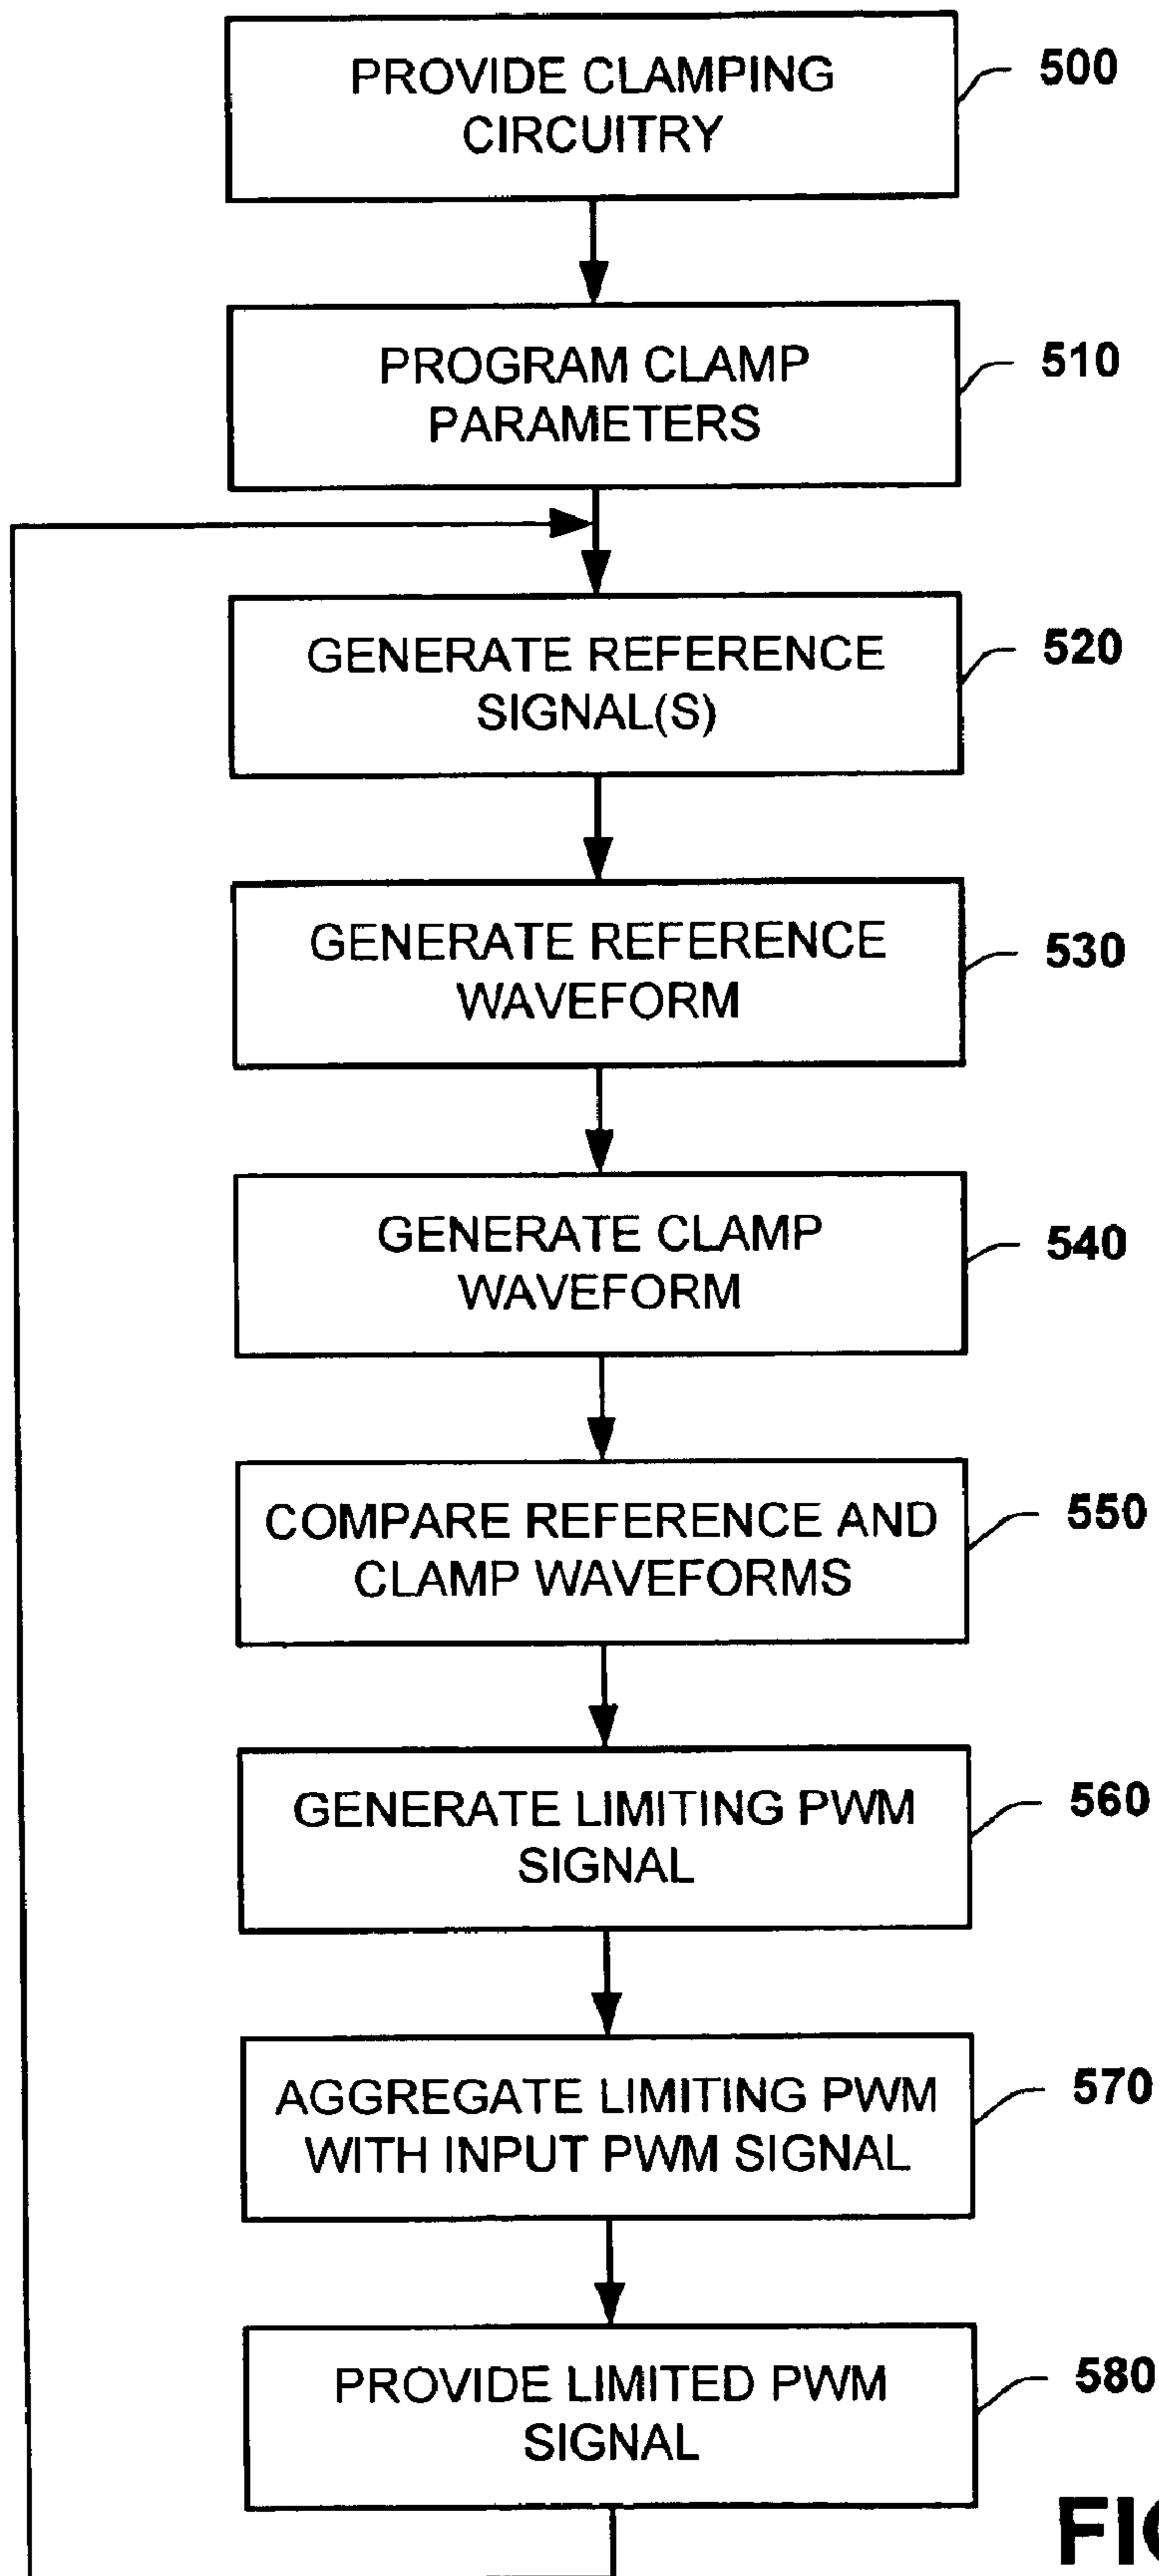 PROVIDE CLAMPING
CIRCUITRY
500
PROGRAM CLAMP
PARAMETERS
510
GENERATE REFERENCE
SIGNAL(S)
520
GENERATE REFERENCE
WAVEFORM
530
GENERATE CLAMP
WAVEFORM
540
COMPARE REFERENCE AND
CLAMP WAVEFORMS
550
GENERATE LIMITING PWM
SIGNAL
560
AGGREGATE LIMITING PWM
WITH INPUT PWM SIGNAL
570
PROVIDE LIMITED PWM
SIGNAL
580